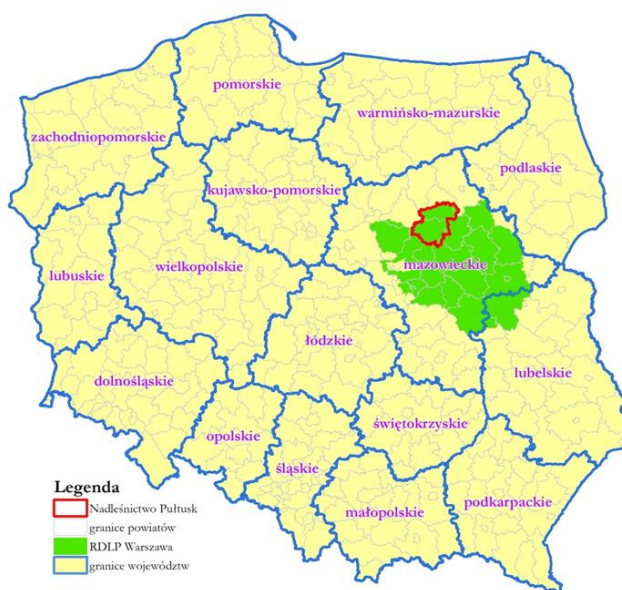 pomorskie
warmińsko-mazurskie
zachodniopomorskie
podlaskie
kujawsko-pomorskie
mazowieckie
lubuskie
wielkopolskie
łódzkie
lubelskie
dolnośląskie
opolskie
świętokrzyskie
śląskie
małopolskie
podkarpackie
Legenda
Nadleśnictwo Pułtusk
granice powiatów
RDLP Warszawa
granice województw